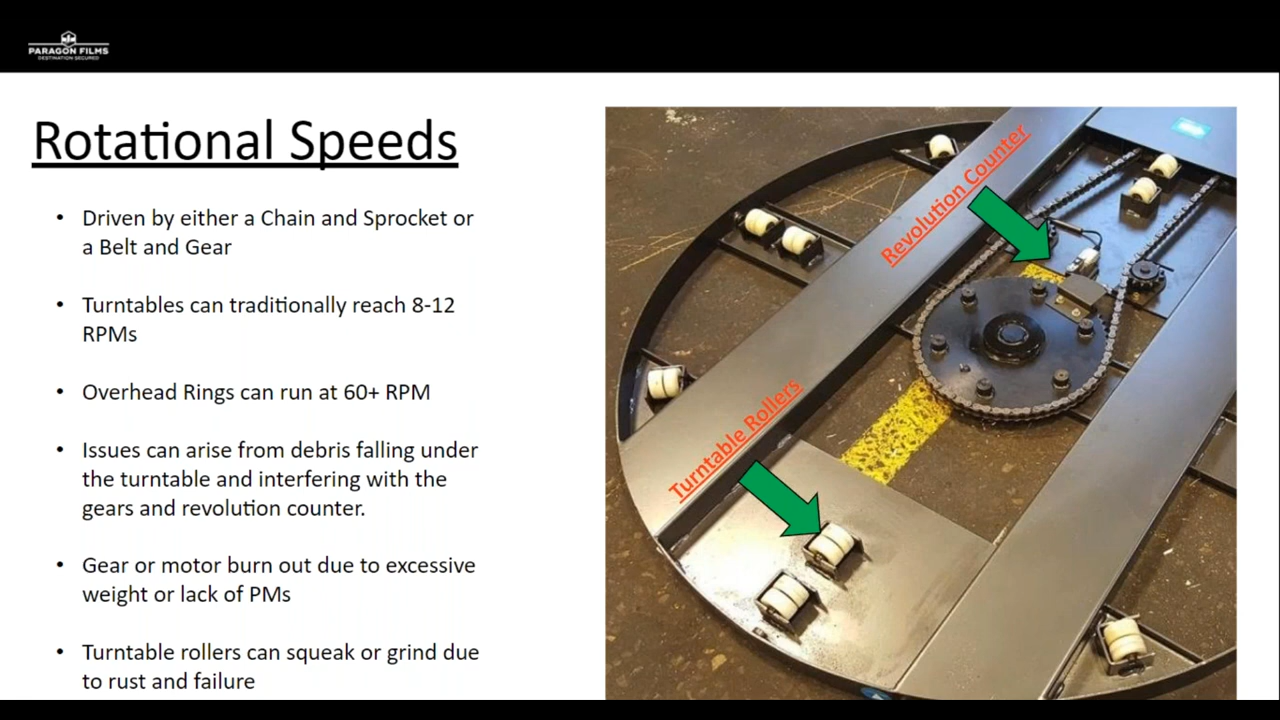 PARAGON FILMS
DESTINATION SECURED
Rotational Speeds
• Driven by either a Chain and Sprocket or
a Belt and Gear
• Turntables can traditionally reach 8-12
RPMs
• Overhead Rings can run at 60+ RPM
• Issues can arise from debris falling under
the turntable and interfering with the
gears and revolution counter.
• Gear or motor burn out due to excessive
weight or lack of PMs
• Turntable rollers can squeak or grind due
to rust and failure
Revolution Counter
Turntable Rollers